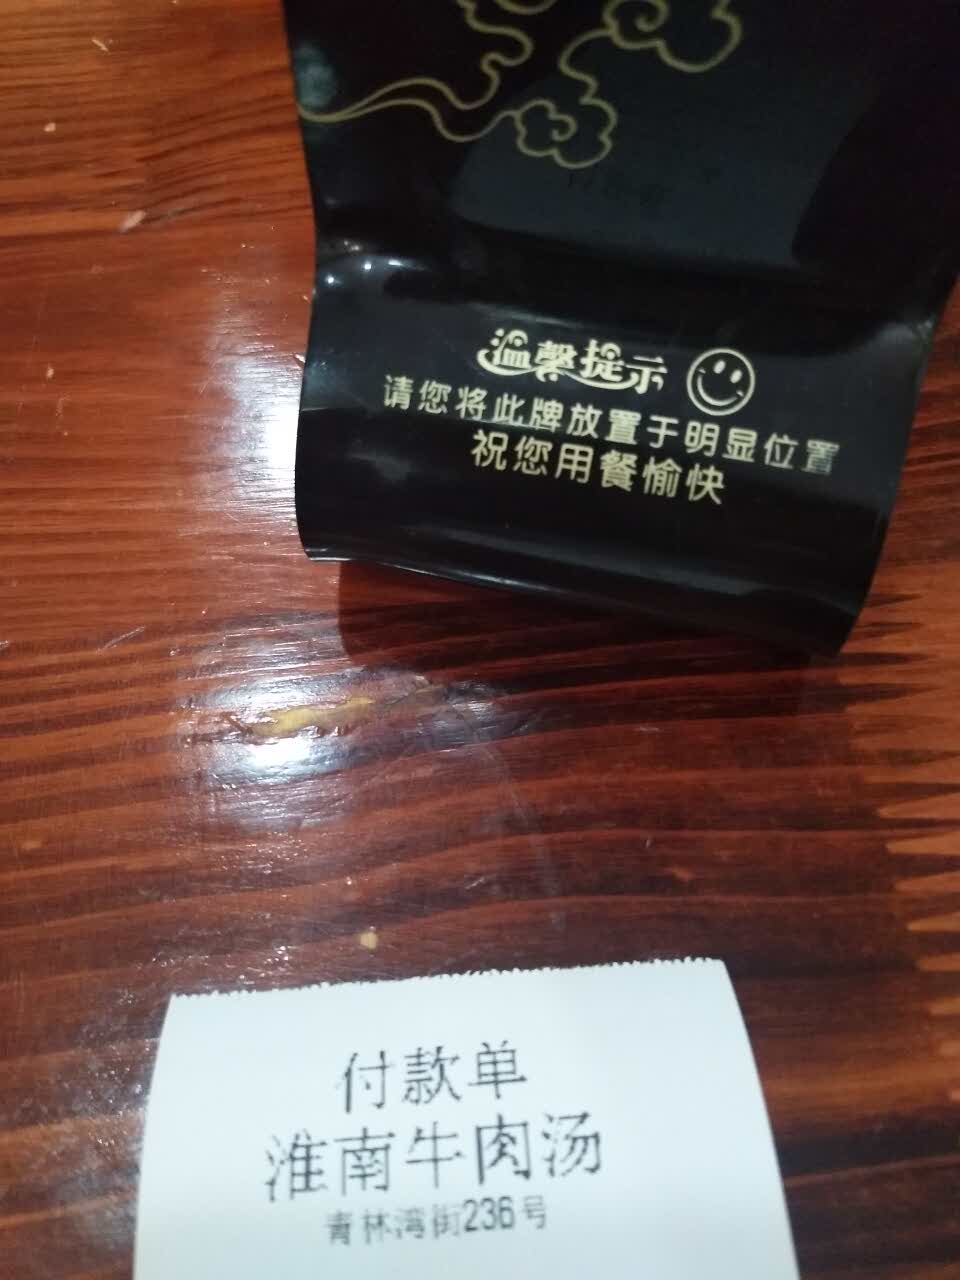 温馨提示
请您将此牌放置于明显位置
祝您用餐愉快
付款单
淮南牛肉汤
青林湾街236号